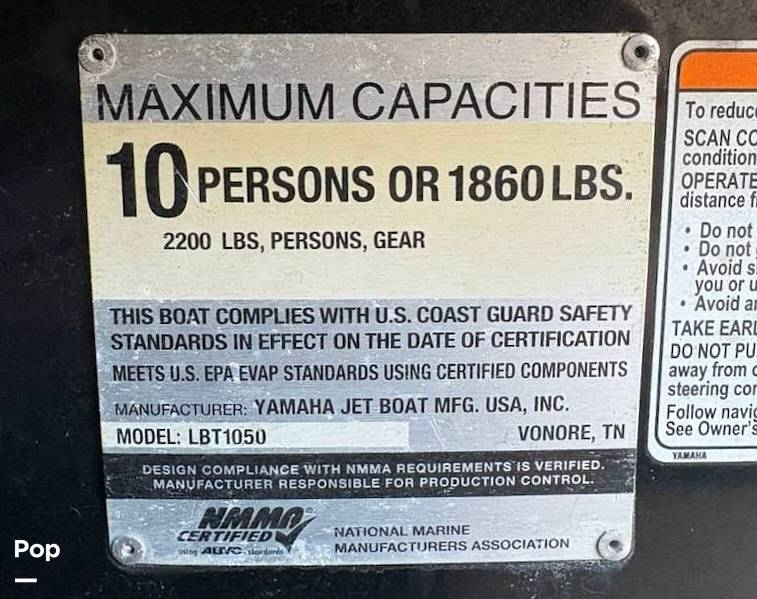 MAXIMUM CAPACITIES
10 PERSONS OR 1860 LBS.
2200 LBS, PERSONS, GEAR
THIS BOAT COMPLIES WITH U.S. COAST GUARD SAFETY
STANDARDS IN EFFECT ON THE DATE OF CERTIFICATION
MEETS U.S. EPA EVAP STANDARDS USING CERTIFIED COMPONENTS
MANUFACTURER: YAMAHA JET BOAT MFG. USA, INC.
MODEL: LBT1050 VONORE, TN
DESIGN COMPLIANCE WITH NMMA REQUIREMENTS IS VERIFIED.
MANUFACTURER RESPONSIBLE FOR PRODUCTION CONTROL.
NMMA®
CERTIFIED
using ABYC standards
NATIONAL MARINE
MANUFACTURERS ASSOCIATION
To reduc
SCAN CO
condition
OPERATE
distance f
• Do not
• Do not
• Avoid s
you or u
• Avoid a
TAKE EARL
DO NOT PU
away from
steering co
Follow navig
See Owner's
YAMAHA
Pop